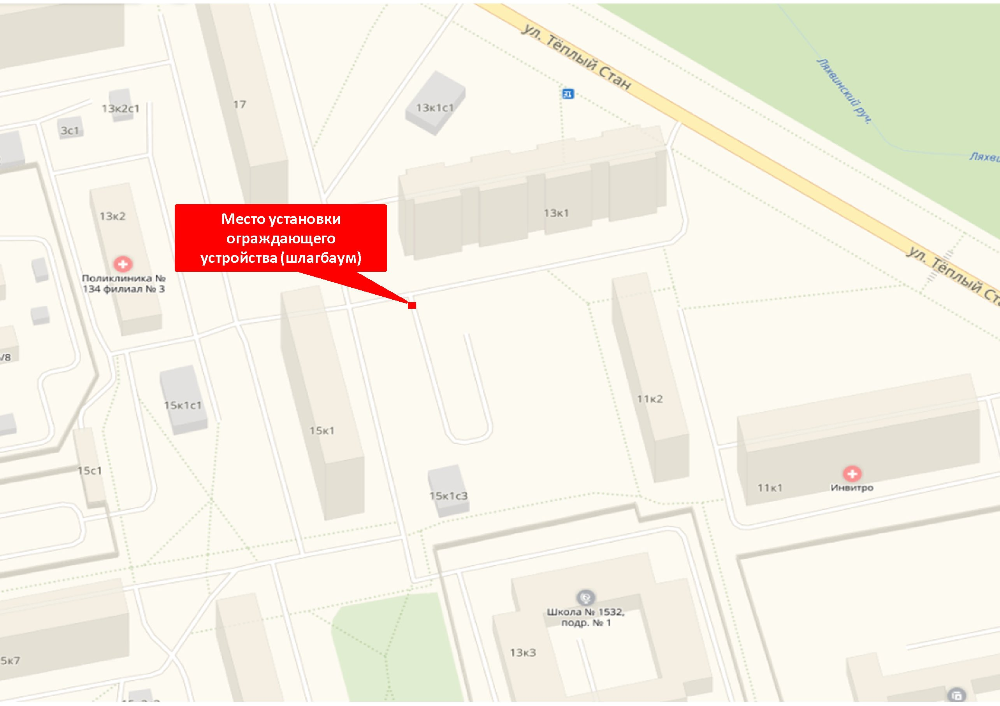 ул. Тёплый Стан
Ляхвинский руч.
13к2с1
17
13к1с1
3с1
13к2
13к1
Место установки
ограждающего
устройства (шлагбаум)
ул. Тёплый
Поликлиника №
134 филиал № 3
/8
15к1с1
11к2
15к1
15с1
15к1с3
11к1
Инвитро
Школа № 1532,
подр. № 1
13к3
5к7